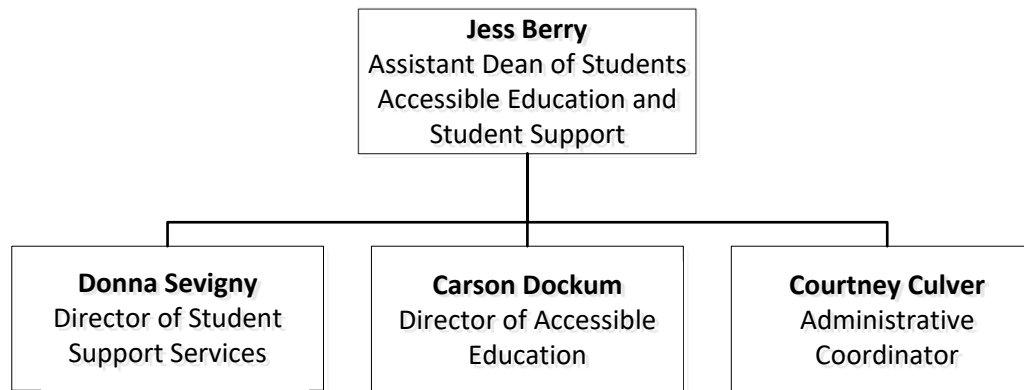 Jess Berry
Assistant Dean of Students
Accessible Education and
Student Support
Donna Sevigny
Director of Student
Support Services
Carson Dockum
Director of Accessible
Education
Courtney Culver
Administrative
Coordinator